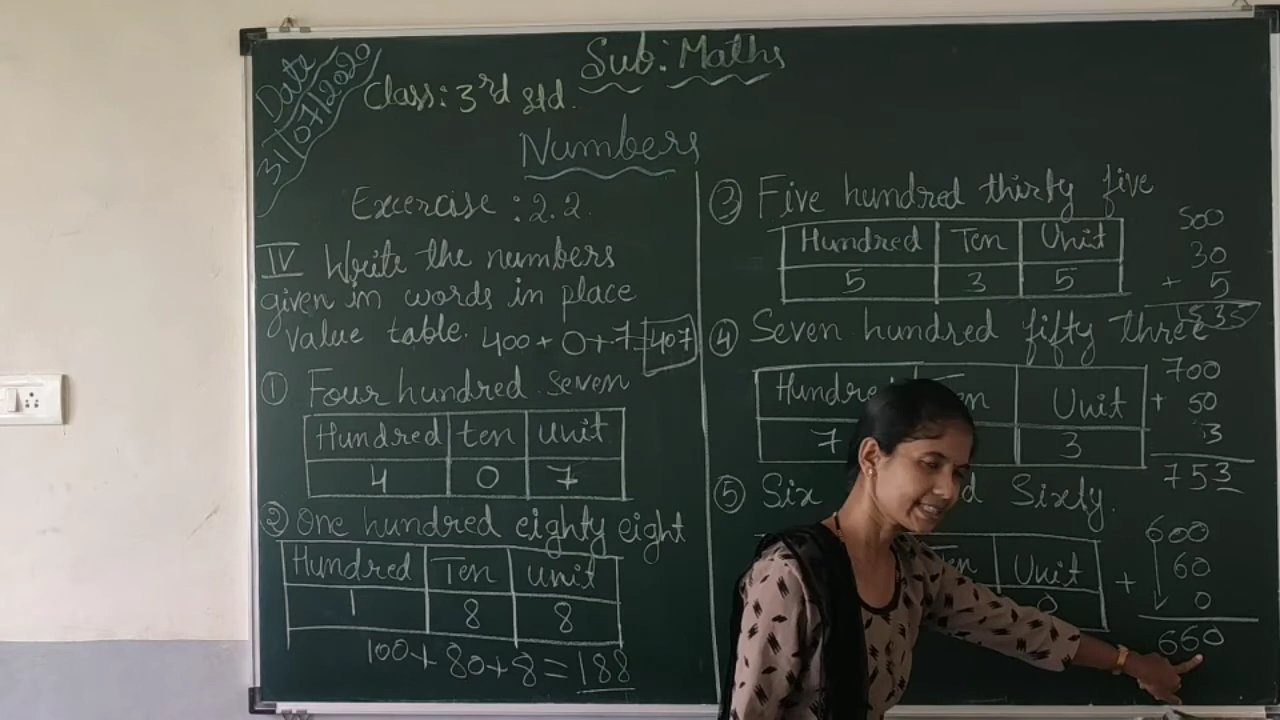 Date
31/07/2020
Sub: Maths
Class: 3rd std.
Numbers
Excercise : 2.2.
IV Write the numbers
given in words in place
value table. 400 + 0 + 7 = 407
① Four hundred seven
Hundred ten unit
4 0 7
② One hundred eighty eight
Hundred Ten unit
1 8 8
100 + 80 + 8 = 188
③ Five hundred thirty five
Hundred Ten Unit
5 3 5
500
30
+ 5
535
④ Seven hundred fifty three
Unit
7 3
700
+ 50
3
753
⑤ Six Sixty.
Unit
600
+ 60
0
660